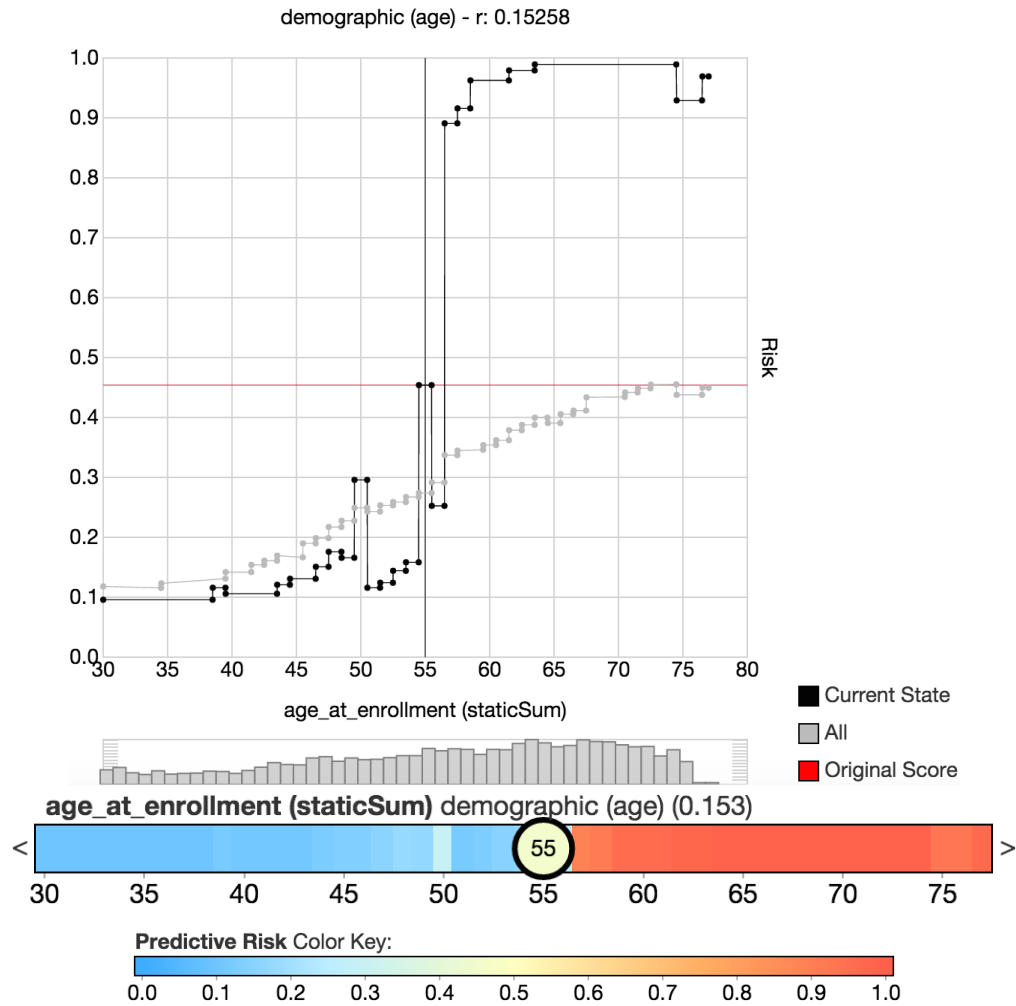 demographic (age) - r: 0.15258
1.0
0.9
0.8
0.7
0.6
0.5
0.4
0.3
0.2
0.1
0.0
Risk
30 35 40 45 50 55 60 65 70 75 80
age_at_enrollment (staticSum)
Current State
All
Original Score
age_at_enrollment (staticSum) demographic (age) (0.153)
< 55 >
30 35 40 45 50 55 60 65 70 75
Predictive Risk Color Key:
0.0 0.1 0.2 0.3 0.4 0.5 0.6 0.7 0.8 0.9 1.0